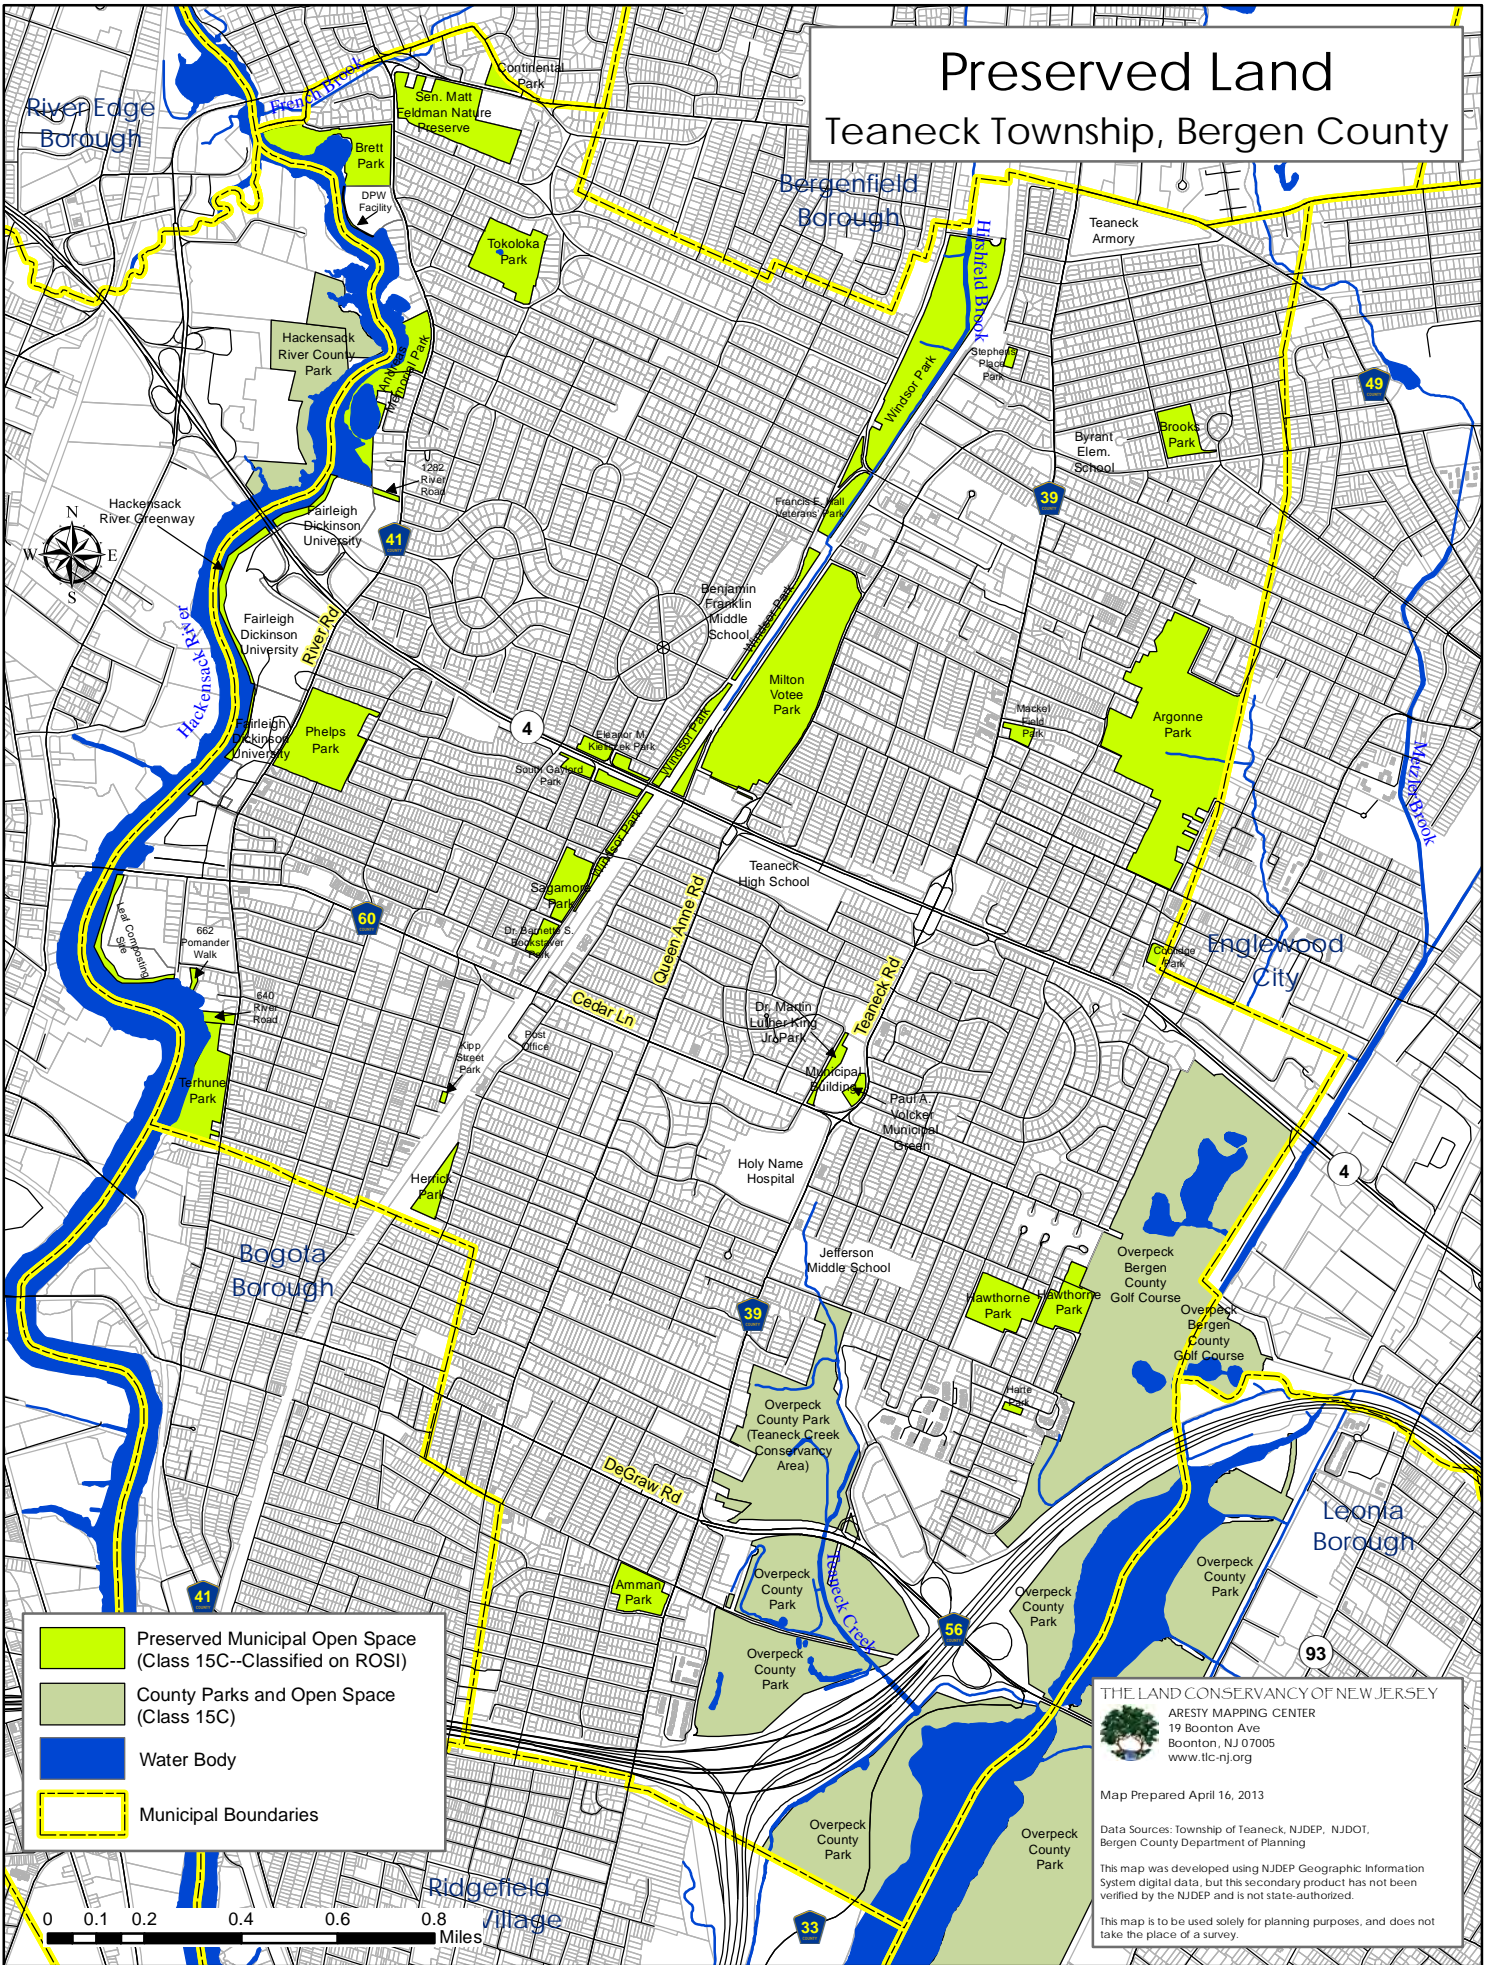 Preserved Land
Teaneck Township, Bergen County
River Edge
Borough
French Brook
Continental
Park
Sen. Matt
Feldman Nature
Preserve
Brett
Park
DPW
Facility
Bergenfield
Borough
Hirshfeld Brook
Teaneck
Armory
Tokoloka
Park
Hackensack
River County
Park
Andreas
Memorial Park
Windsor Park
Stephens
Place
Park
49
COUNTY
Brooks
Park
Byrant
Elem.
School
39
COUNTY
1282
River
Road
Hackensack
River Greenway
N
W
E
S
Fairleigh
Dickinson
University
41
COUNTY
Francis E. Hall
Veterans' Park
Benjamin
Franklin
Middle
School
Windsor Park
Hackensack River
Fairleigh
Dickinson
University
River Rd
Milton
Votee
Park
Fairleigh
Dickinson
University
Phelps
Park
4
Eleanor M.
Kieliszek Park
South Gaylord
Park
Windsor Park
Mackel
Field
Park
Argonne
Park
Metzler Brook
Windsor Park
Sagamore
Park
Dr. Barnette S.
Bookstaver
Park
Teaneck
High School
Queen Anne Rd
60
COUNTY
Leaf Composting
Site
662
Pomander
Walk
640
River
Road
Cedar Ln
Post
Office
Kipp
Street
Park
Terhune
Park
Teaneck Rd
Dr. Martin
Luther King
Jr. Park
Municipal
Building
Paul A.
Volcker
Municipal
Green
Coolidge
Park
Englewood
City
Herrick
Park
Holy Name
Hospital
4
Bogota
Borough
Jefferson
Middle School
Overpeck
Bergen
County
Golf Course
Hawthorne
Park
Hawthorne
Park
Overpeck
Bergen
County
Golf Course
39
COUNTY
Harte
Park
Overpeck
County Park
(Teaneck Creek
Conservancy
Area)
DeGraw Rd
Leonia
Borough
Teaneck Creek
Amman
Park
Overpeck
County
Park
Overpeck
County
Park
Overpeck
County
Park
Overpeck
County
Park
56
COUNTY
93
41
COUNTY
Overpeck
County
Park
Overpeck
County
Park
33
COUNTY
Ridgefield
Village
Preserved Municipal Open Space
(Class 15C--Classified on ROSI)
County Parks and Open Space
(Class 15C)
Water Body
Municipal Boundaries
0 0.1 0.2 0.4 0.6 0.8
Miles
THE LAND CONSERVANCY OF NEW JERSEY
ARESTY MAPPING CENTER
19 Boonton Ave
Boonton, NJ 07005
www.tlc-nj.org
Map Prepared April 16, 2013
Data Sources: Township of Teaneck, NJDEP, NJDOT,
Bergen County Department of Planning
This map was developed using NJDEP Geographic Information
System digital data, but this secondary product has not been
verified by the NJDEP and is not state-authorized.
This map is to be used solely for planning purposes, and does not
take the place of a survey.